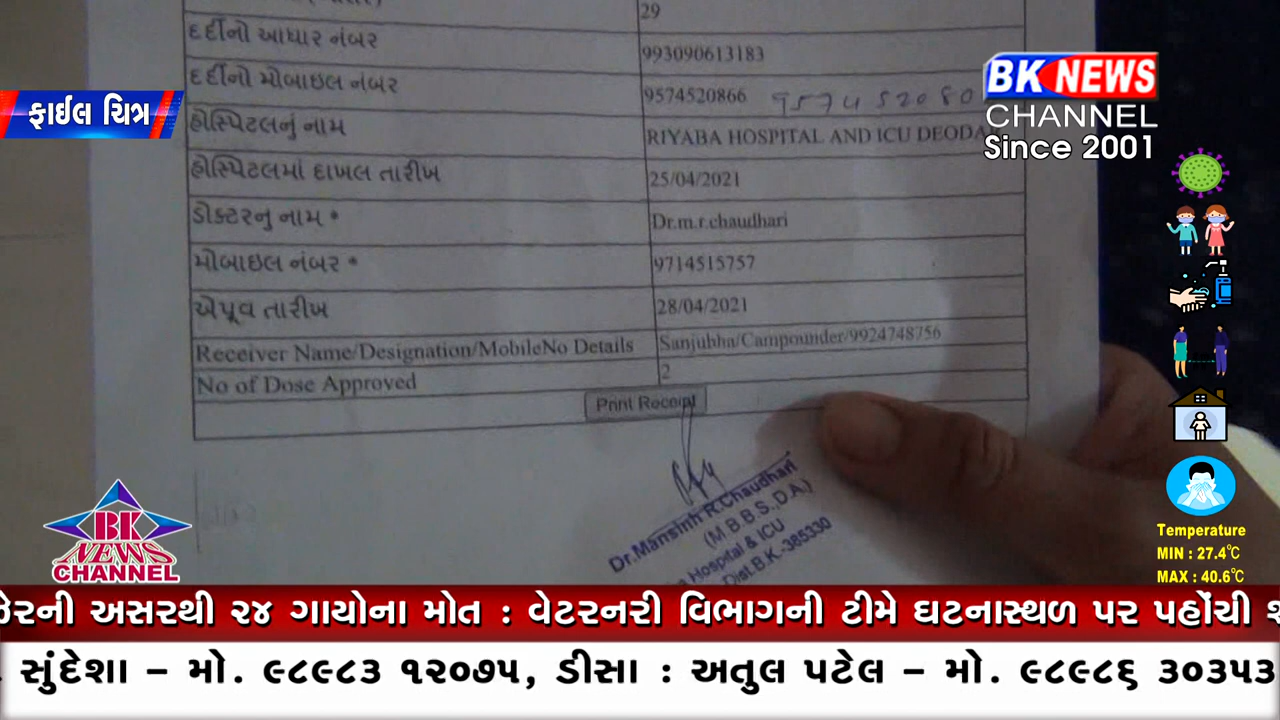 29
દર્દીનો આધાર નંબર 993090613183
દર્દીનો મોબાઇલ નંબર 9574520866
હોસ્પિટલનું નામ RIYABA HOSPITAL AND ICU
હોસ્પિટલમાં દાખલ તારીખ 25/04/2021
ડોક્ટરનુ નામ * Dr.m.r.chaudhari
મોબાઇલ નંબર * 9714515757
એપ્રૂવ તારીખ 28/04/2021
Receiver Name/Designation/MobileNo Details Sanjubha/Campounder/9924748756
No of Dose Approved 2
Print Receipt
Dr.Mansinh R.Chaudhari
(M B B S,D.A.)
Hospital & ICU
Dist.B.K-385330
ફાઈલ ચિત્ર
BK NEWS
CHANNEL
Since 2001
Temperature
MIN : 27.4℃
MAX : 40.6℃
BK
NEWS
CHANNEL
અસરથી ૨૪ ગાયોના મોત : વેટરનરી વિભાગની ટીમે ઘટનાસ્થળ પર પહોંચી
સુંદેશા – મો. ૯૮૯૮૩ ૧૨૦૭૫, ડીસા : અતુલ પટેલ – મો. ૯૮૯૮૬ ૩૦૩૫૩